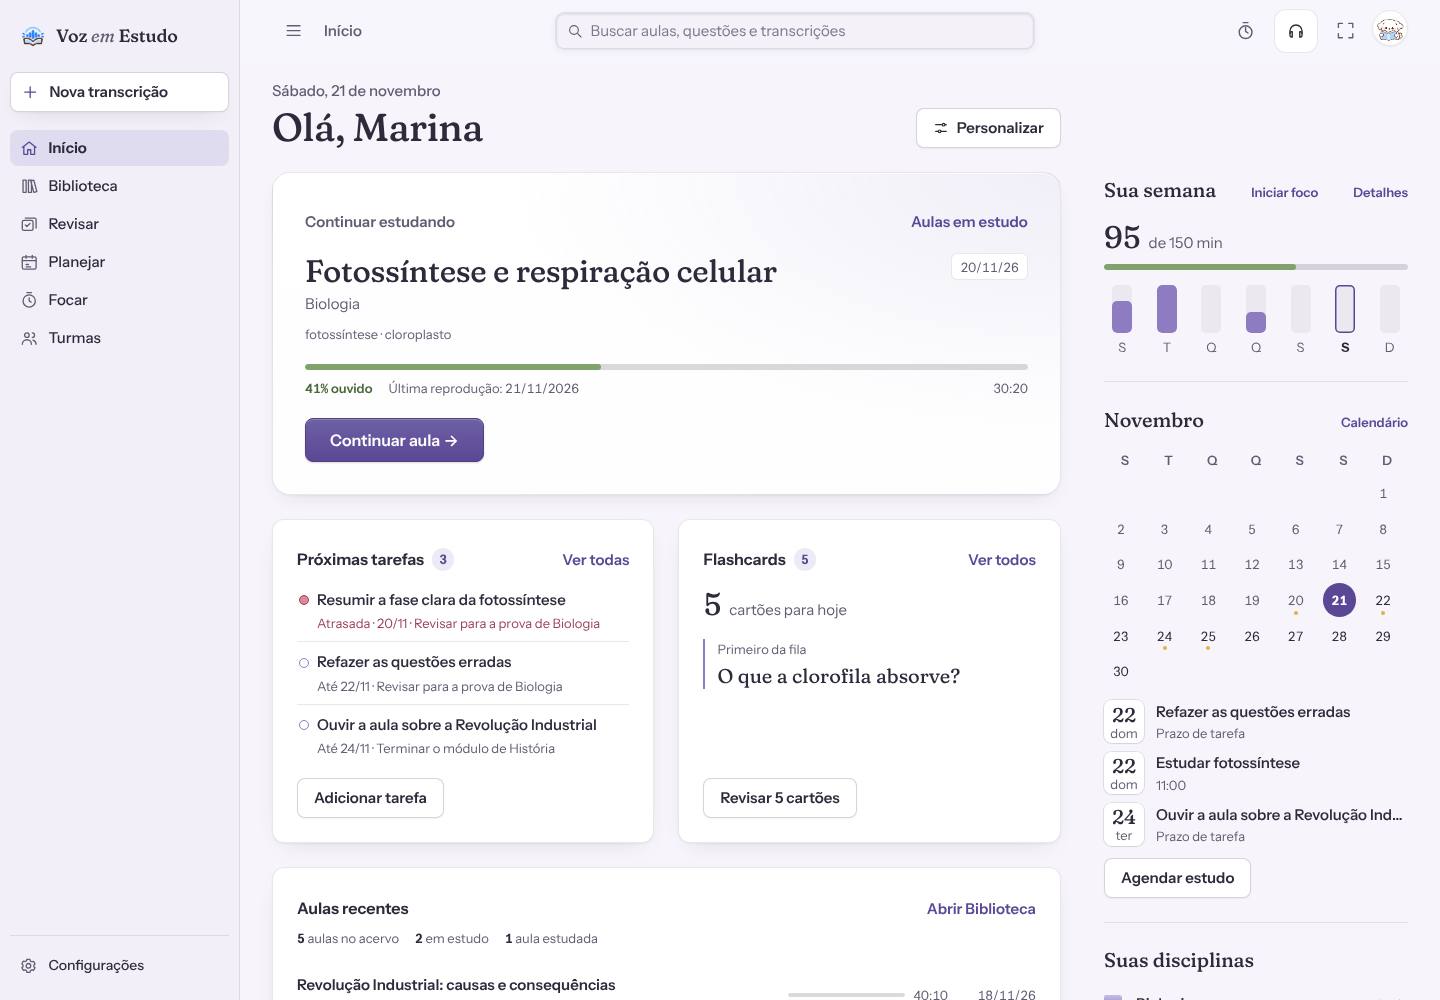 Voz em Estudo
Nova transcrição
Início
Biblioteca
Revisar
Planejar
Focar
Turmas
Configurações
Início
Buscar aulas, questões e transcrições
Sábado, 21 de novembro
Olá, Marina
Personalizar
Continuar estudando
Aulas em estudo
Fotossíntese e respiração celular
20/11/26
Biologia
fotossíntese · cloroplasto
41% ouvido Última reprodução: 21/11/2026 30:20
Continuar aula →
Próximas tarefas 3 Ver todas
Resumir a fase clara da fotossíntese
Atrasada · 20/11 · Revisar para a prova de Biologia
Refazer as questões erradas
Até 22/11 · Revisar para a prova de Biologia
Ouvir a aula sobre a Revolução Industrial
Até 24/11 · Terminar o módulo de História
Adicionar tarefa
Flashcards 5 Ver todos
5 cartões para hoje
Primeiro da fila
O que a clorofila absorve?
Revisar 5 cartões
Aulas recentes Abrir Biblioteca
5 aulas no acervo 2 em estudo 1 aula estudada
Revolução Industrial: causas e consequências
40:10 18/11/26
Sua semana Iniciar foco Detalhes
95 de 150 min
S T Q Q S S D
Novembro Calendário
S T Q Q S S D
1
2 3 4 5 6 7 8
9 10 11 12 13 14 15
16 17 18 19 20 21 22
23 24 25 26 27 28 29
30
22 dom
Refazer as questões erradas
Prazo de tarefa
22 dom
Estudar fotossíntese
11:00
24 ter
Ouvir a aula sobre a Revolução Ind...
Prazo de tarefa
Agendar estudo
Suas disciplinas